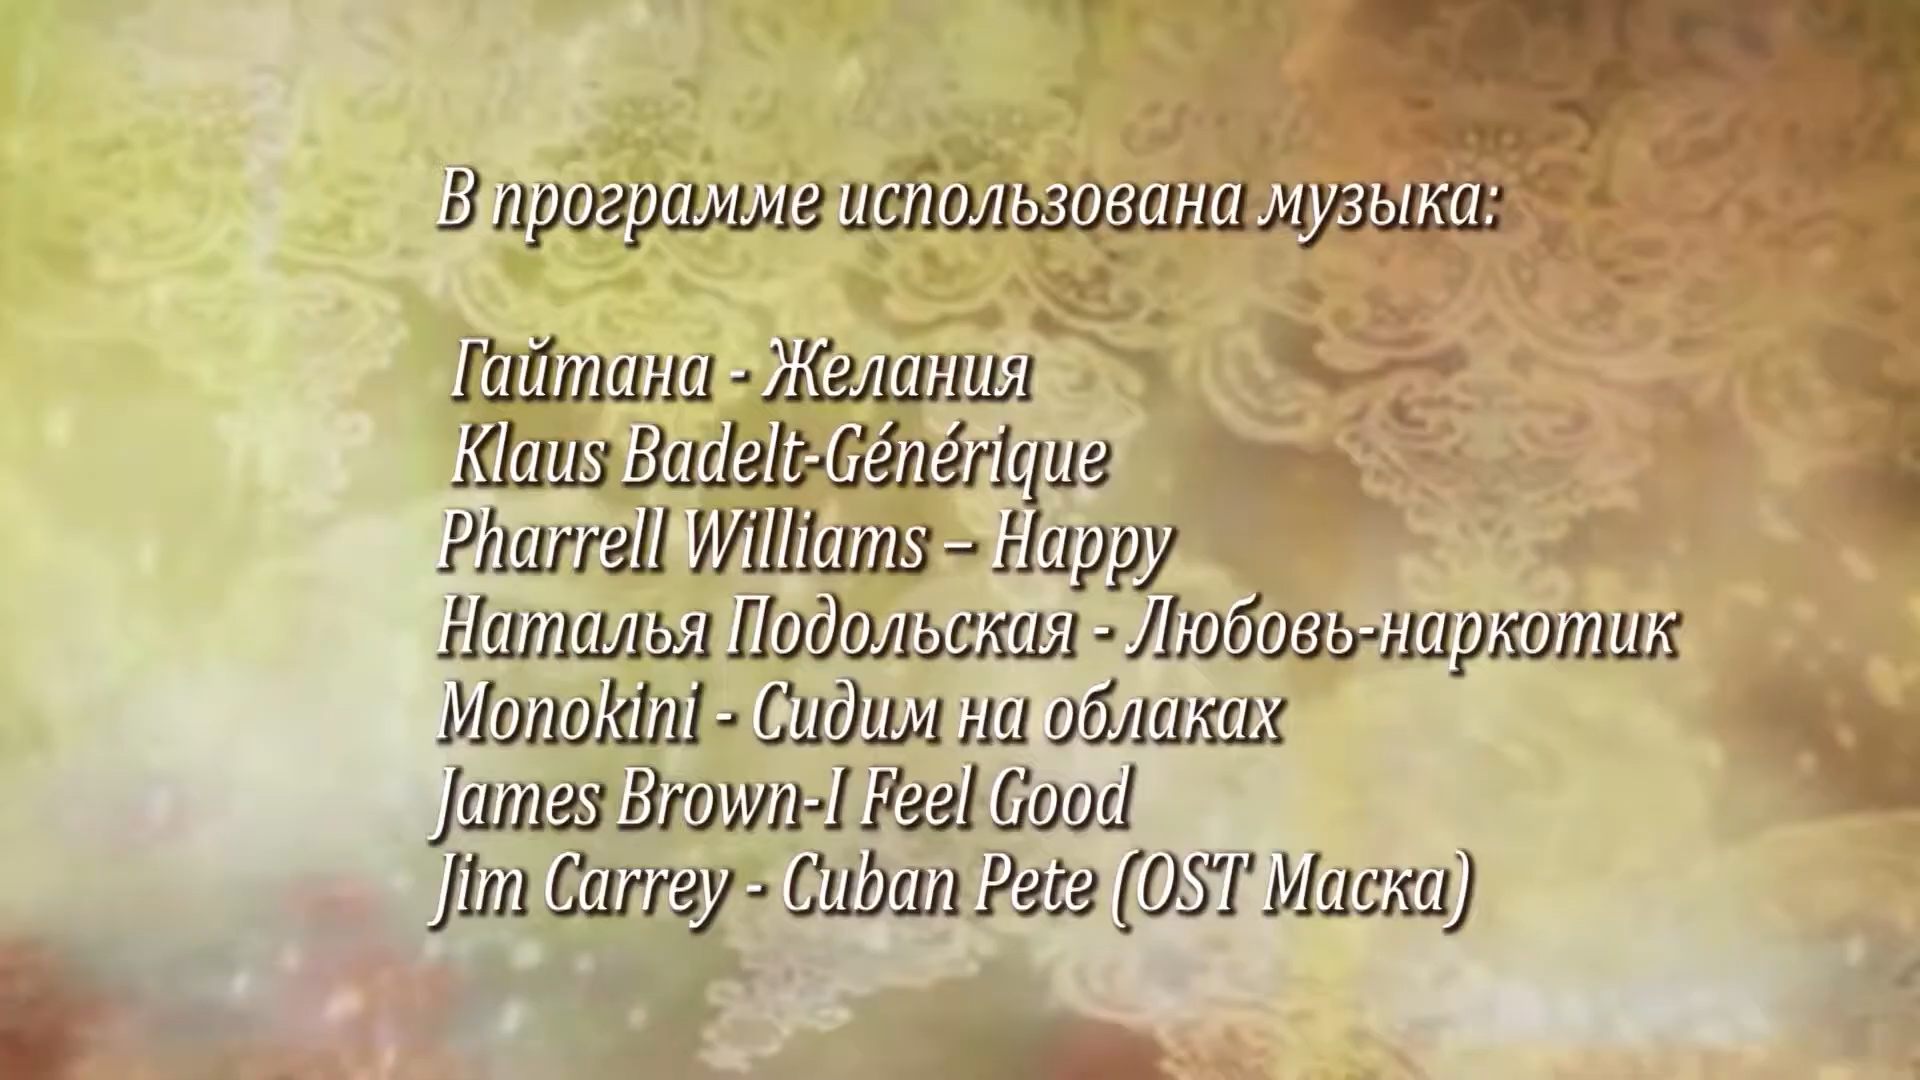 В программе использована музыка:
Гайтана - Желания
Klaus Badelt-Générique
Pharrell Williams – Happy
Наталья Подольская - Любовь-наркотик
Monokini - Сидим на облаках
James Brown-I Feel Good
Jim Carrey - Cuban Pete (OST Маска)